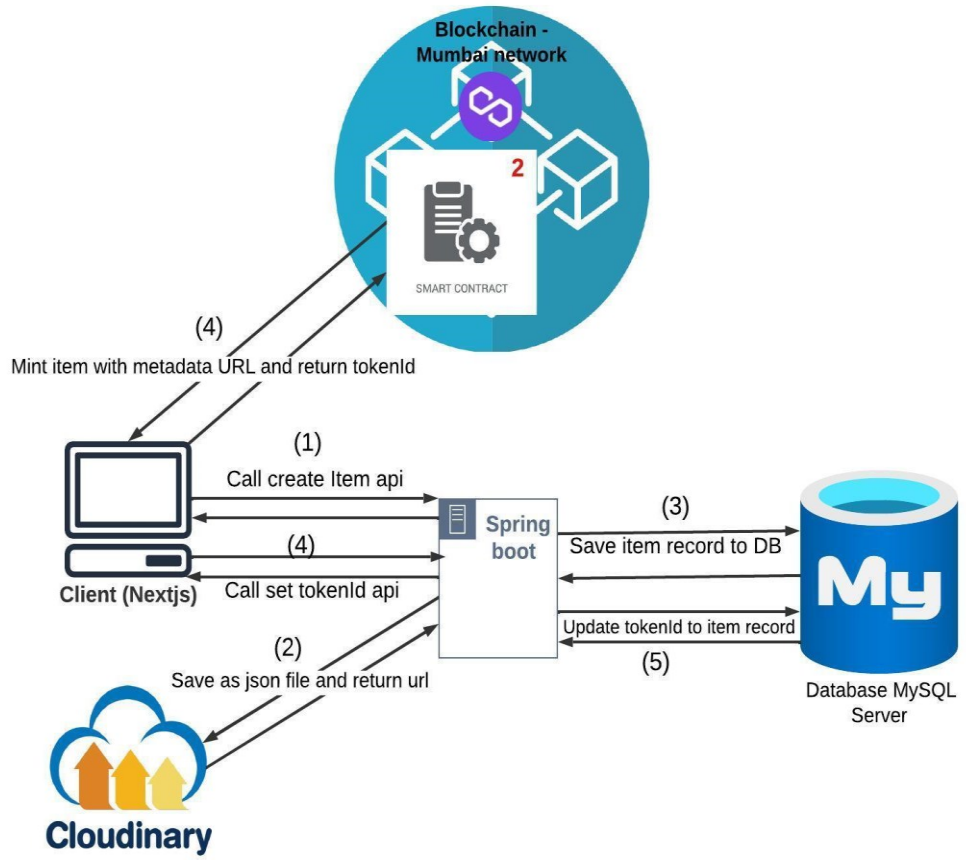 Blockchain -
Mumbai network
2
SMART CONTRACT
(4)
Mint item with metadata URL and return tokenId
(1)
Call create Item api
Spring
boot
(3)
Save item record to DB
My
(4)
Client (Nextjs)
Call set tokenId api
Update tokenId to item record
(5)
(2)
Save as json file and return url
Database MySQL
Server
Cloudinary